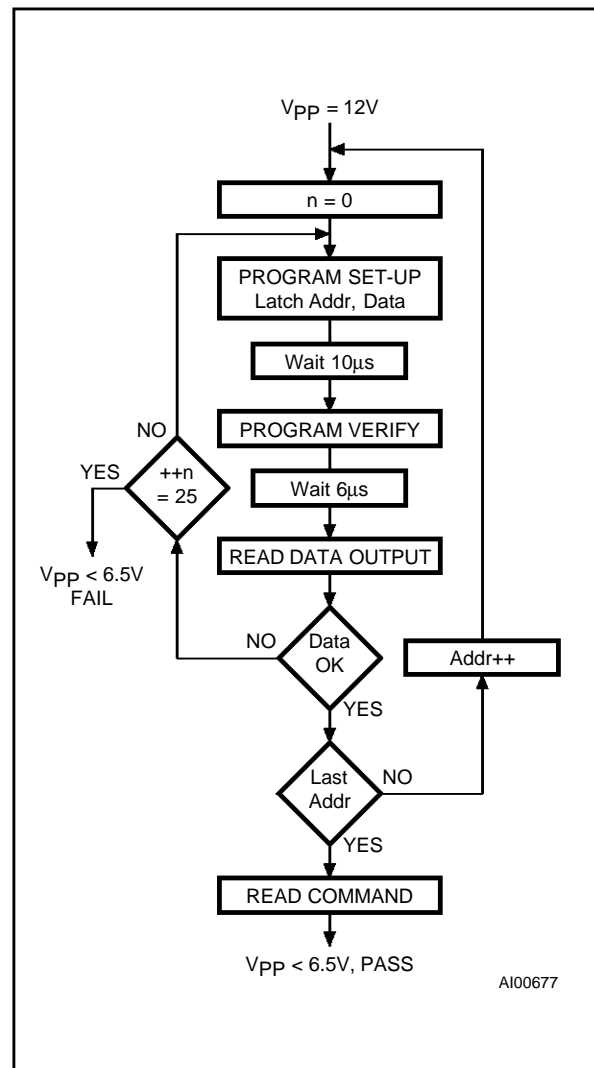 VPP = 12V
n = 0
PROGRAM SET-UP
Latch Addr, Data
Wait 10µs
PROGRAM VERIFY
NO
YES
++n
= 25
Wait 6µs
VPP < 6.5V
FAIL
READ DATA OUTPUT
NO
Data
OK
Addr++
YES
Last
Addr
NO
YES
READ COMMAND
VPP < 6.5V, PASS
AI00677